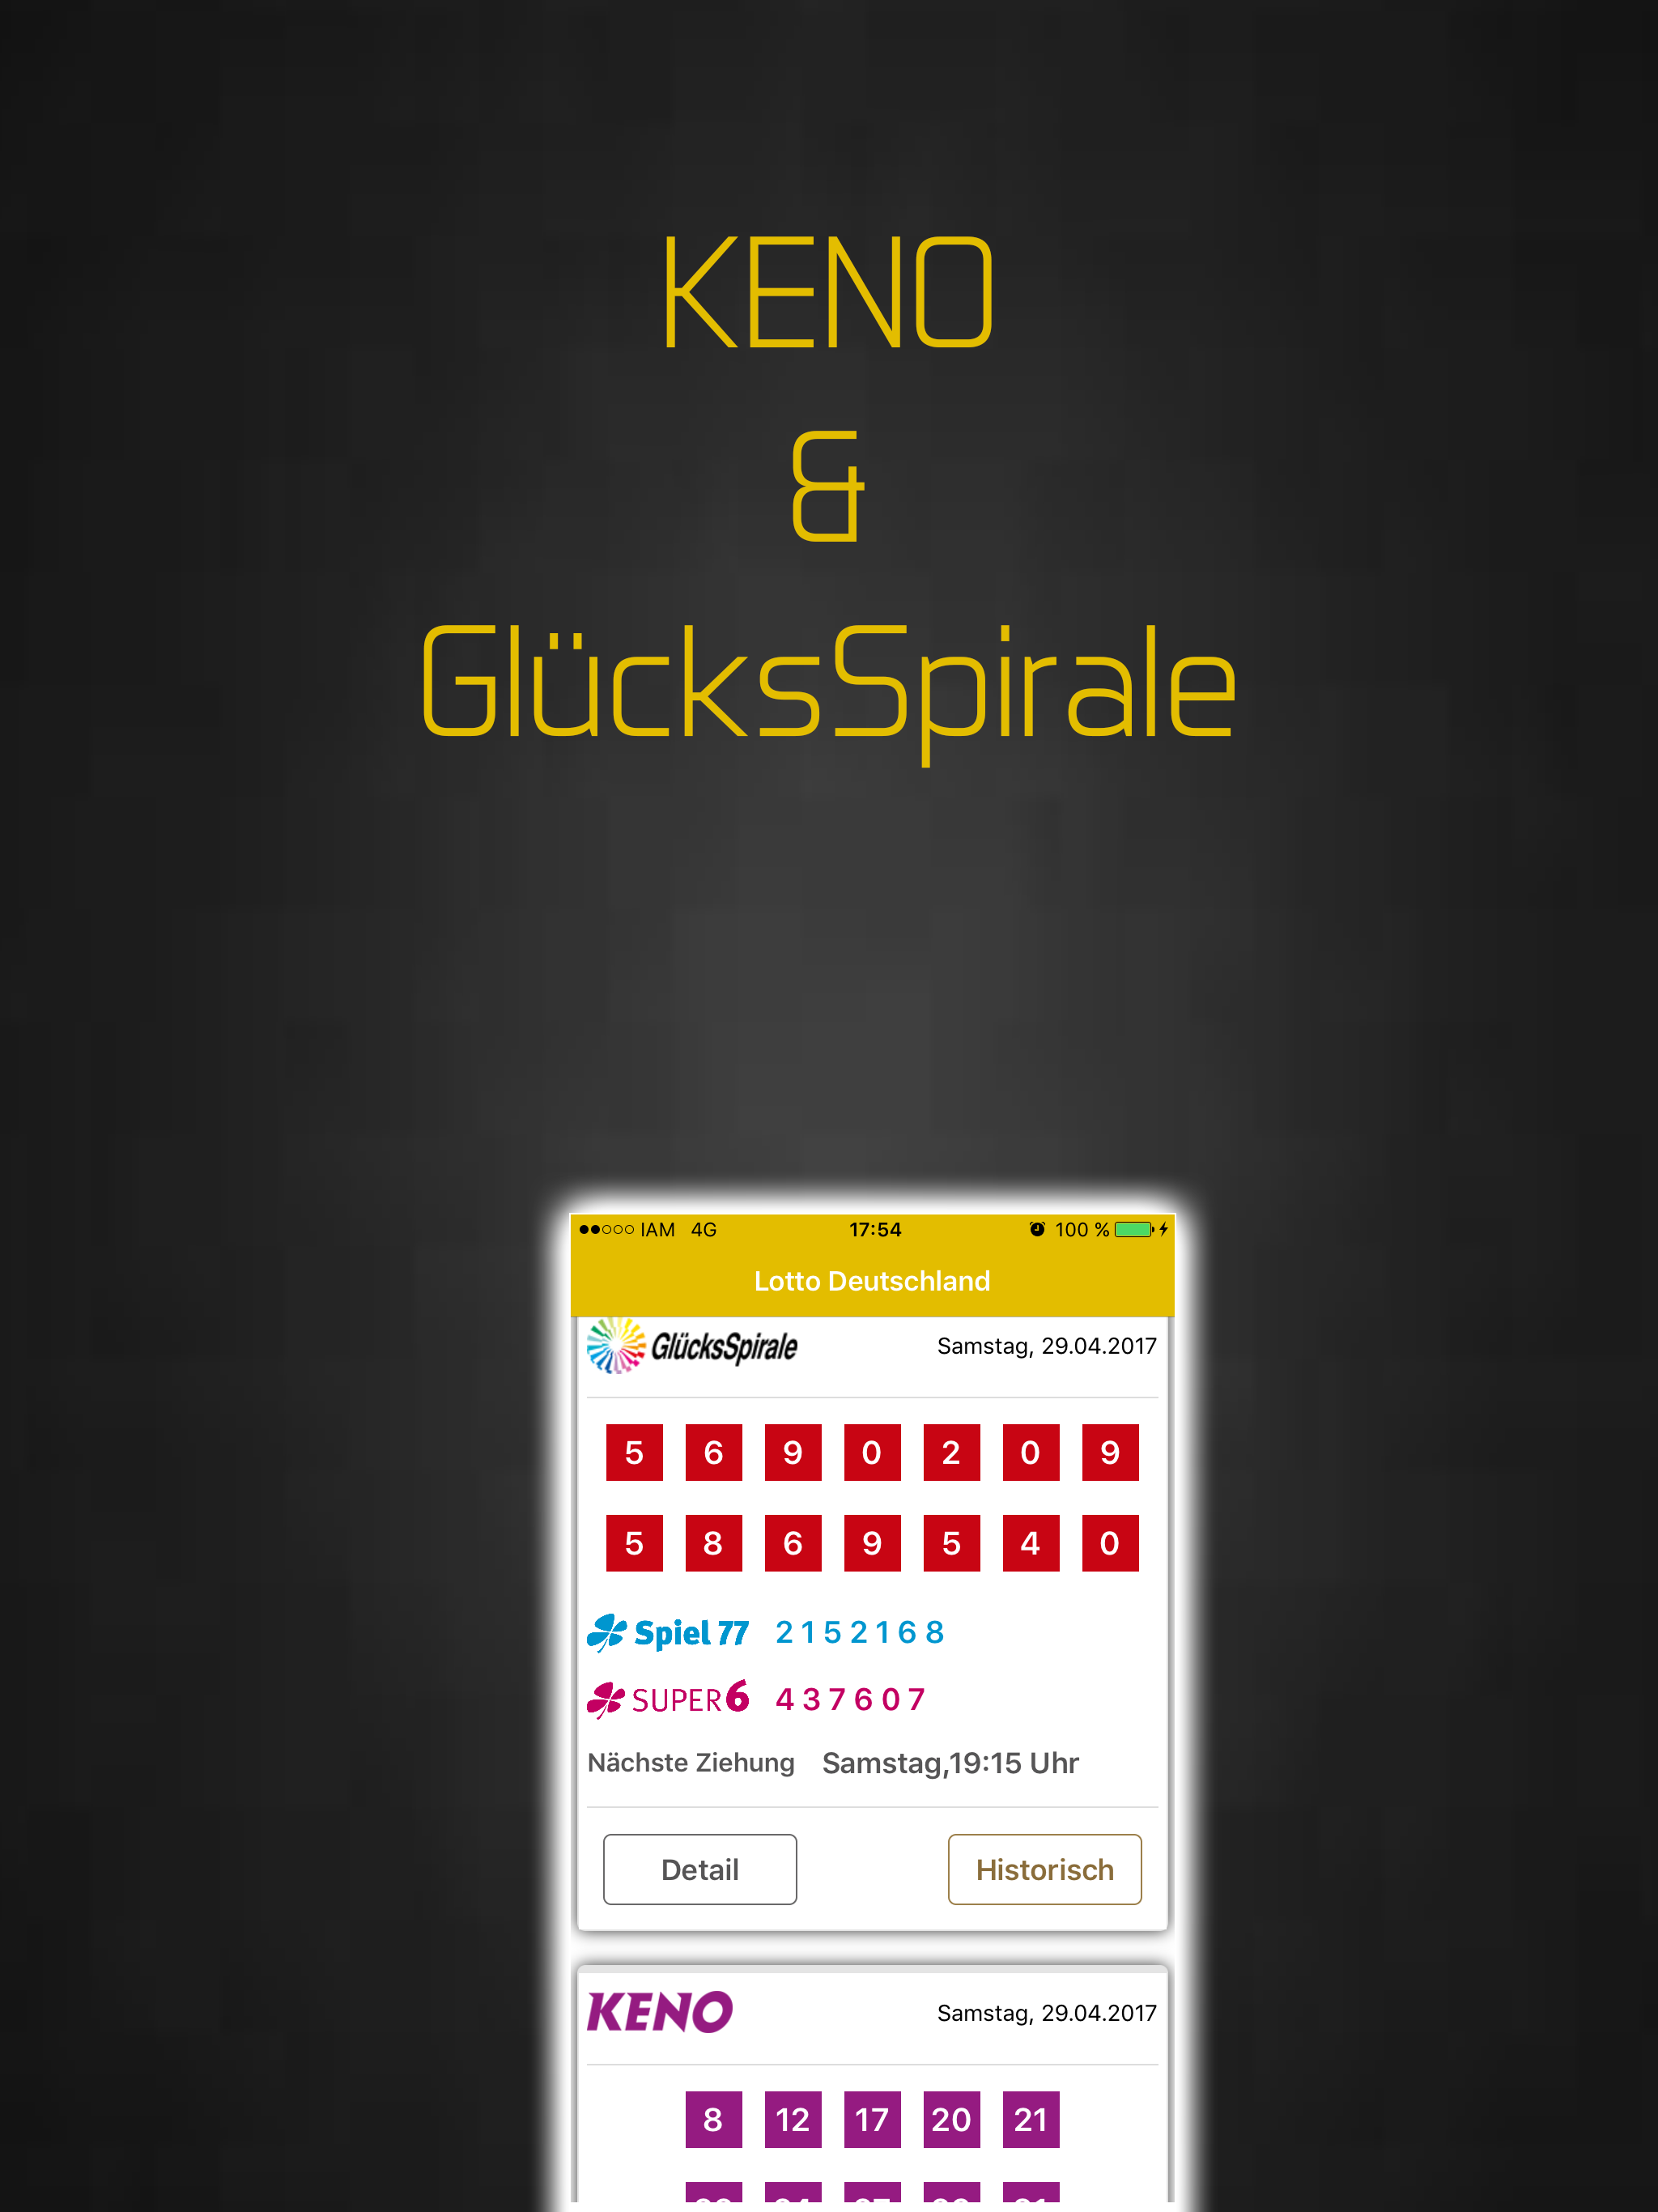 KENO
&
GlücksSpirale
IAM 4G 17:54 100 %
Lotto Deutschland
GlücksSpirale Samstag, 29.04.2017
5 6 9 0 2 0 9
5 8 6 9 5 4 0
Spiel 77 2 1 5 2 1 6 8
SUPER 6 4 3 7 6 0 7
Nächste Ziehung Samstag,19:15 Uhr
Detail Historisch
KENO Samstag, 29.04.2017
8 12 17 20 21